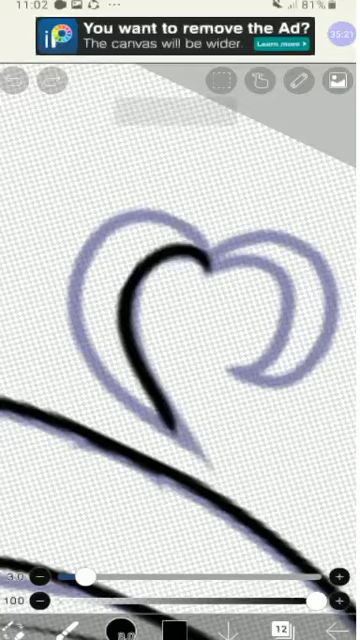 11:02
81%
You want to remove the Ad?
The canvas will be wider.
Learn more >
iP
35:21
3.0
100
12